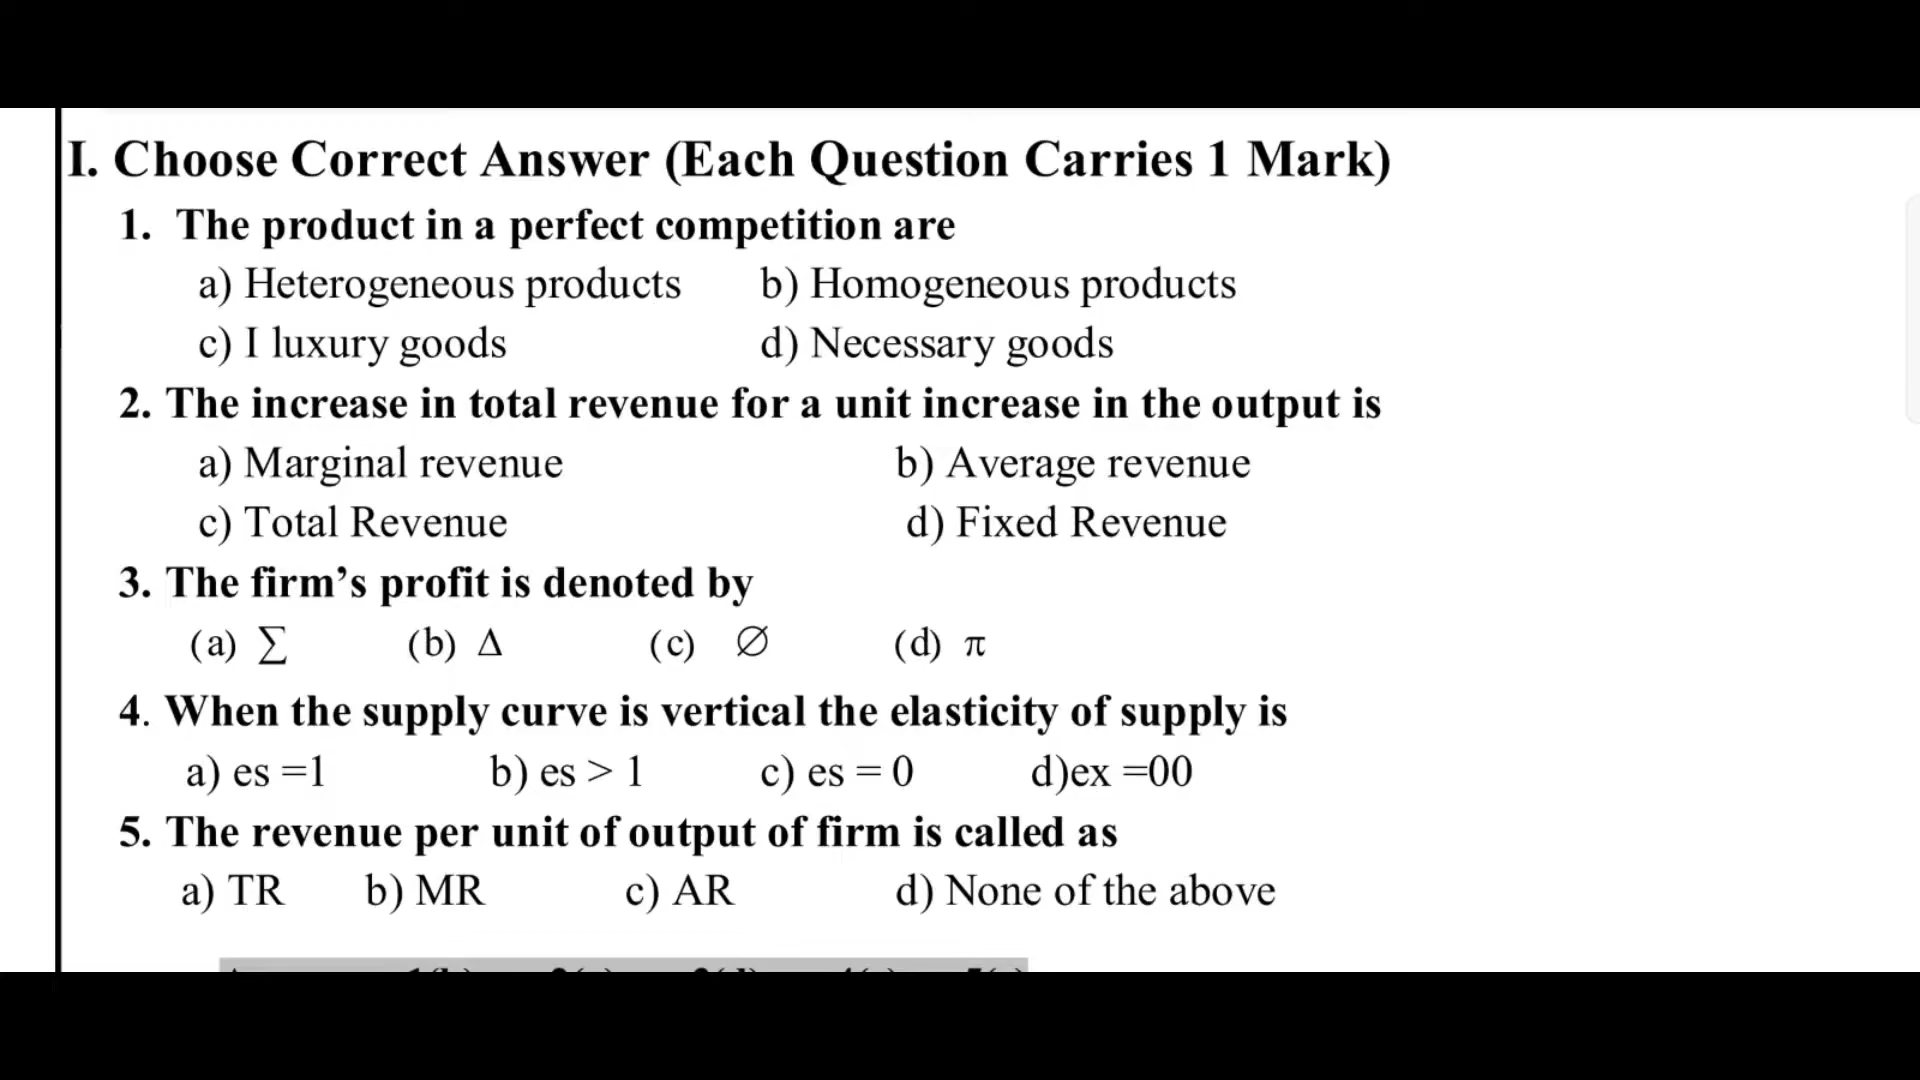 I. Choose Correct Answer (Each Question Carries 1 Mark)
1. The product in a perfect competition are
a) Heterogeneous products b) Homogeneous products
c) I luxury goods d) Necessary goods
2. The increase in total revenue for a unit increase in the output is
a) Marginal revenue b) Average revenue
c) Total Revenue d) Fixed Revenue
3. The firm’s profit is denoted by
(a) ∑ (b) Δ (c) ∅ (d) π
4. When the supply curve is vertical the elasticity of supply is
a) es =1 b) es > 1 c) es = 0 d)ex =00
5. The revenue per unit of output of firm is called as
a) TR b) MR c) AR d) None of the above